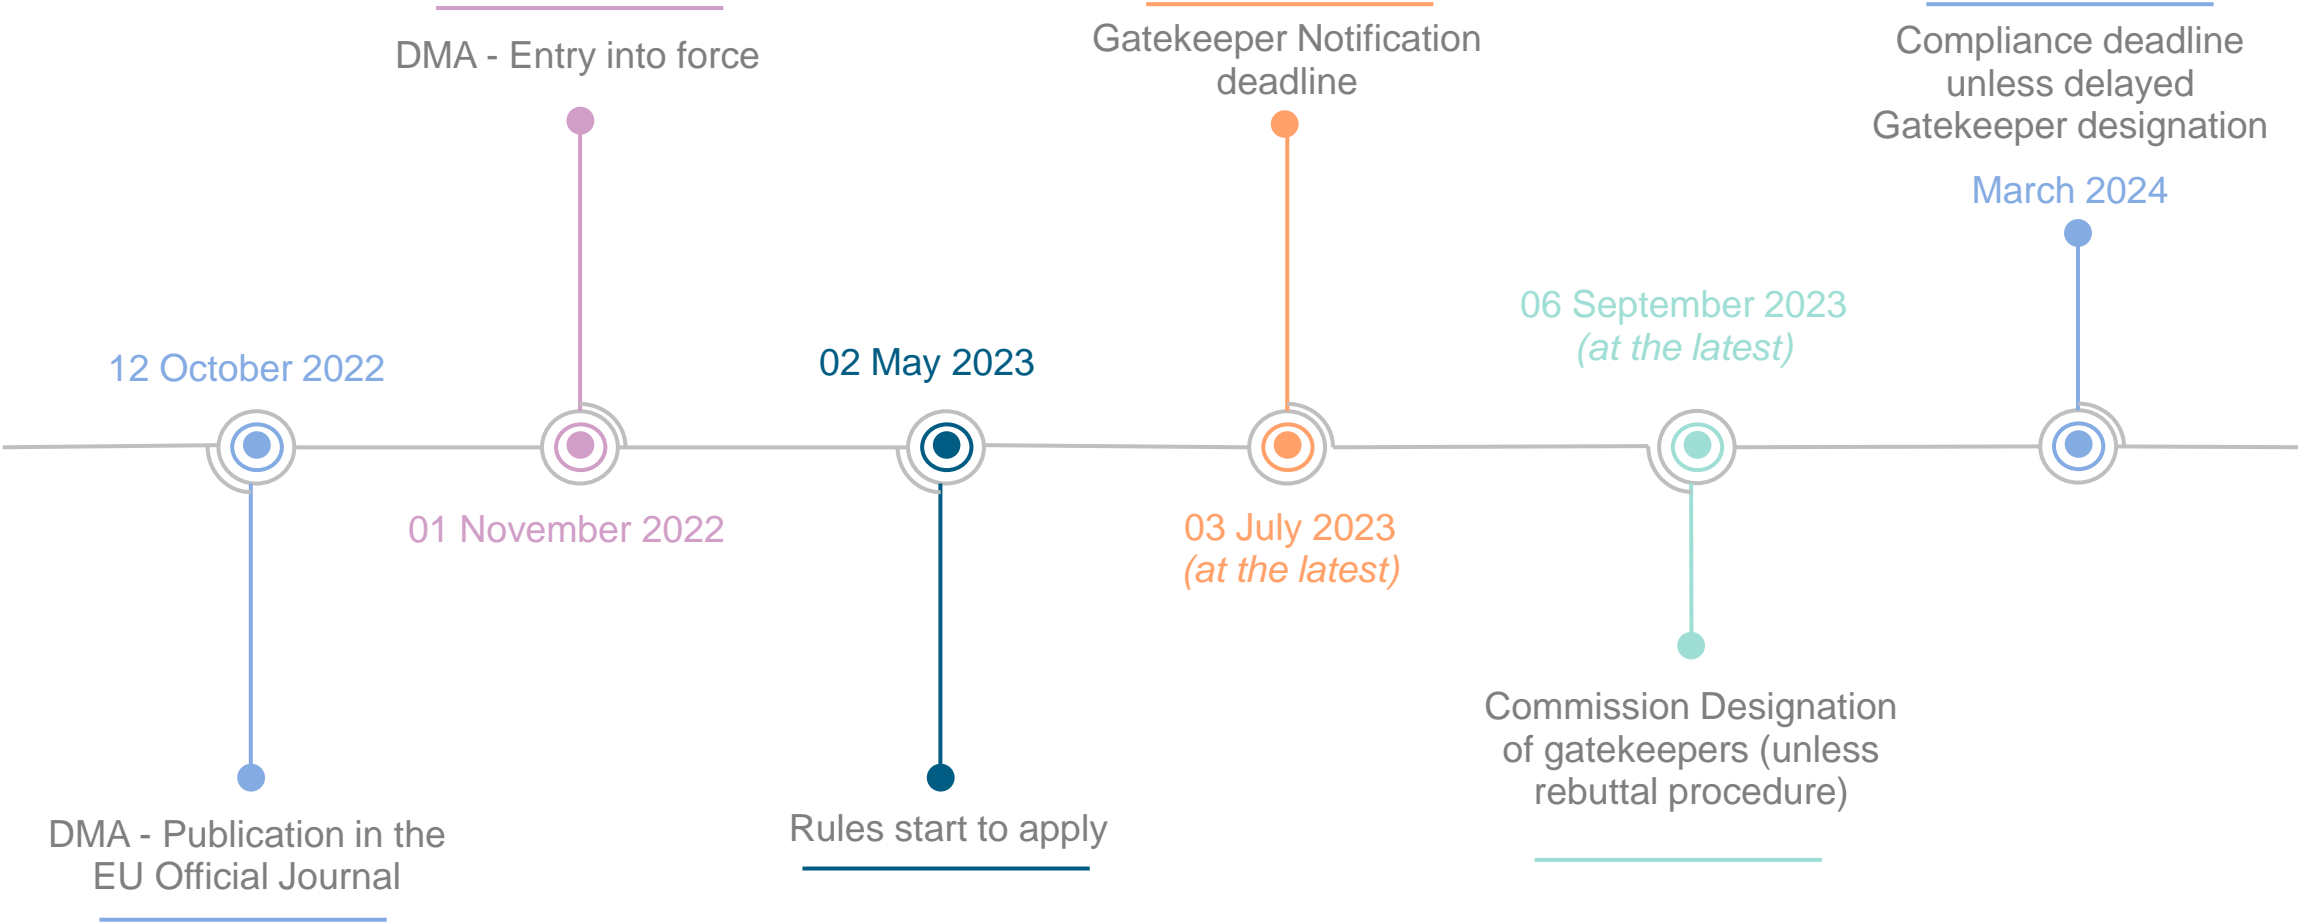 12 October 2022
DMA - Publication in the
EU Official Journal
DMA - Entry into force
01 November 2022
02 May 2023
Rules start to apply
Gatekeeper Notification
deadline
03 July 2023
(at the latest)
06 September 2023
(at the latest)
Commission Designation
of gatekeepers (unless
rebuttal procedure)
Compliance deadline
unless delayed
Gatekeeper designation
March 2024